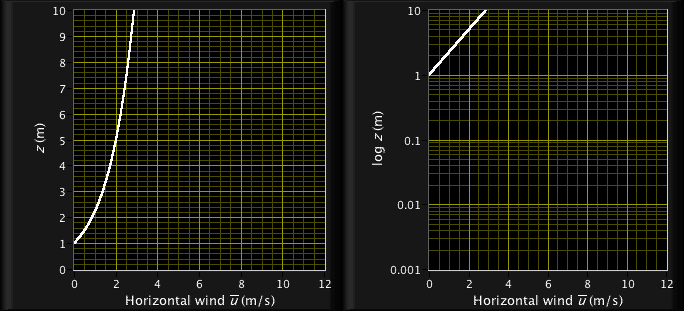 10
9
8
7
6
5
4
3
2
1
0
z (m)
0 2 4 6 8 10 12
Horizontal wind u̅ (m/s)
10
1
0.1
0.01
0.001
log z (m)
0 2 4 6 8 10 12
Horizontal wind u̅ (m/s)